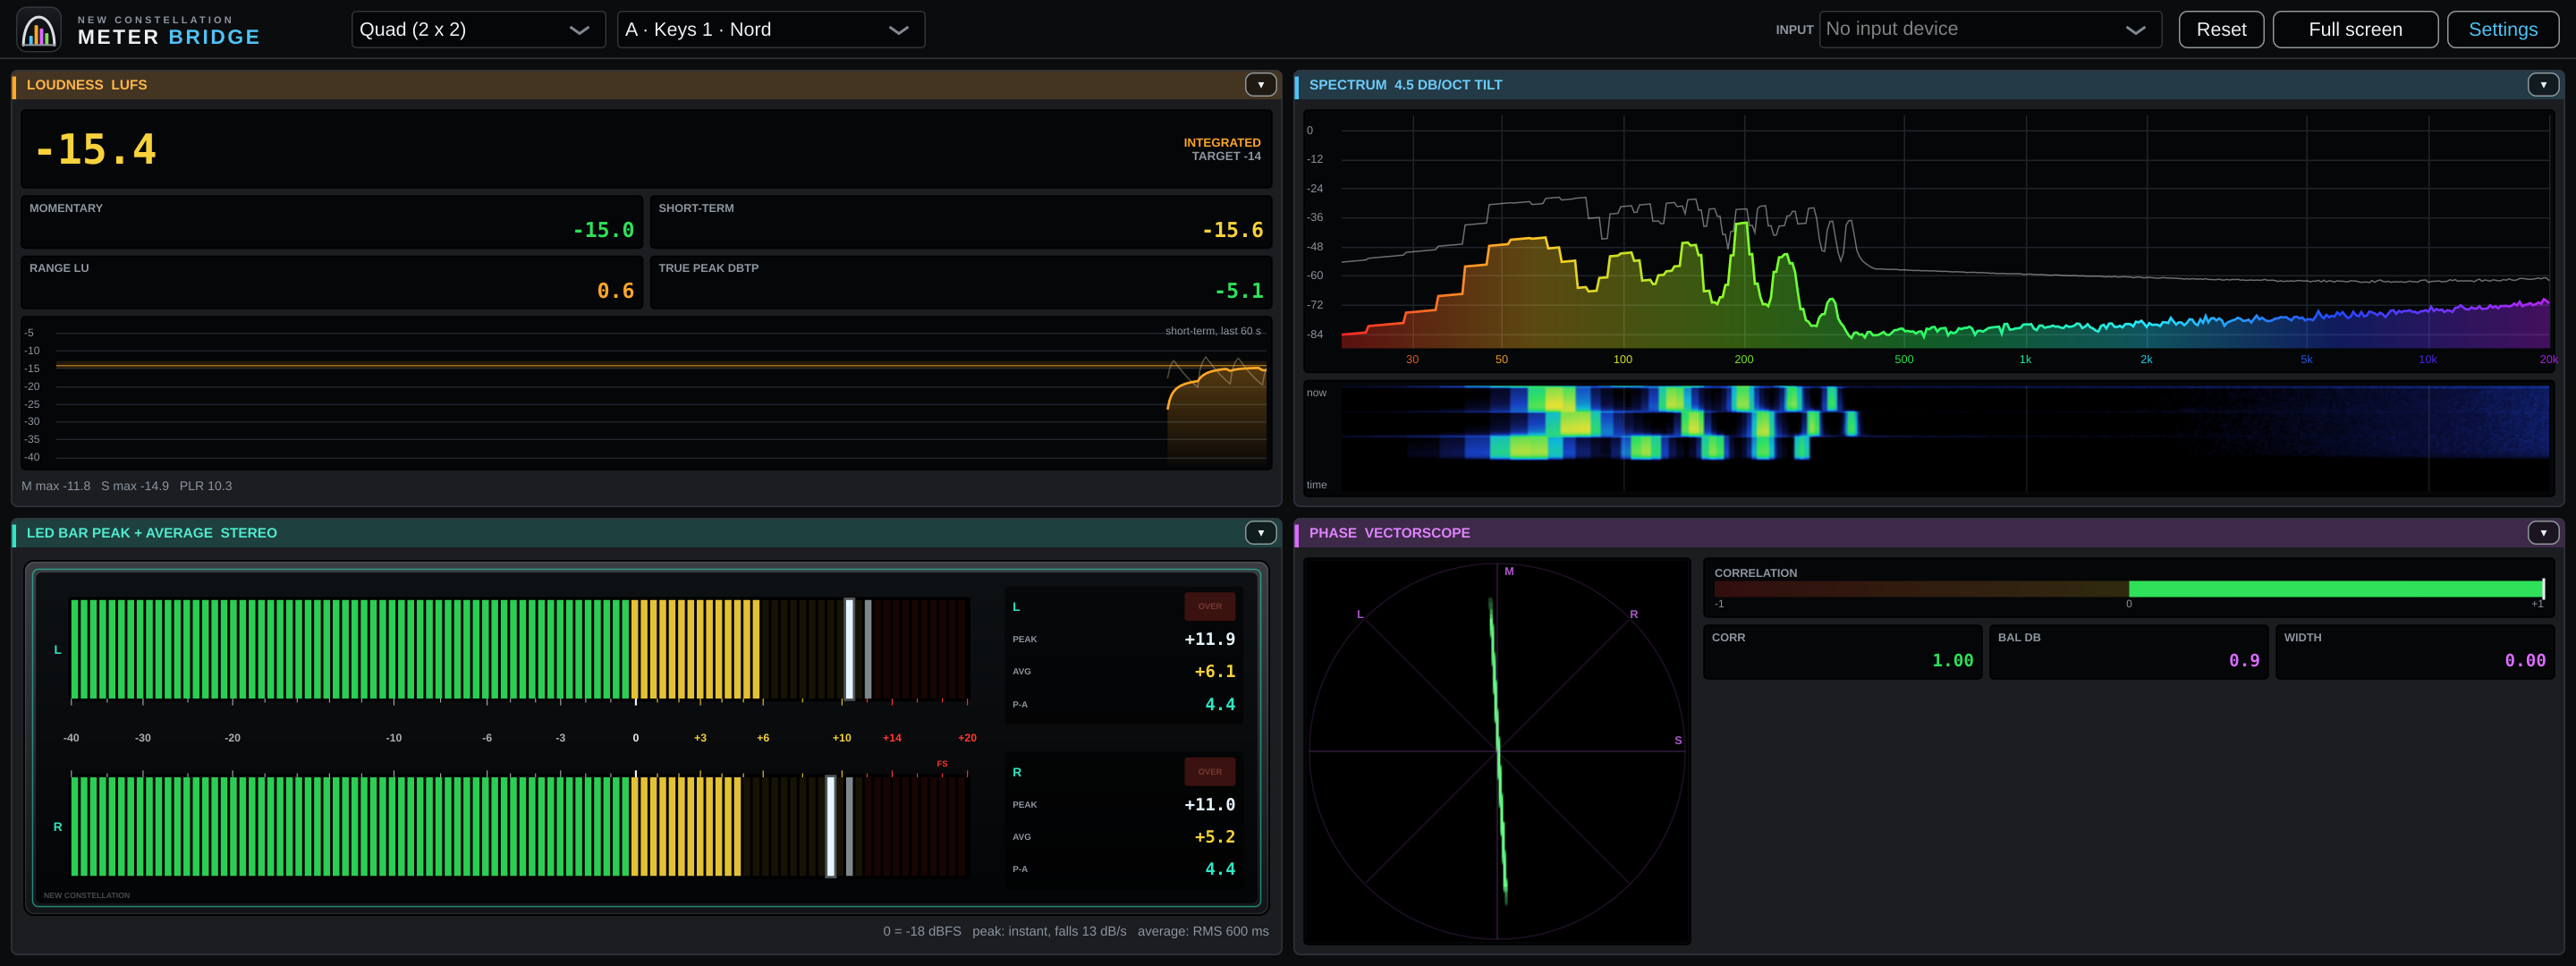 NEW CONSTELLATION
METER BRIDGE
Quad (2 x 2)
A · Keys 1 · Nord
INPUT
No input device
Reset
Full screen
Settings
LOUDNESS LUFS
-15.4
INTEGRATED
TARGET -14
MOMENTARY
-15.0
SHORT-TERM
-15.6
RANGE LU
0.6
TRUE PEAK DBTP
-5.1
short-term, last 60 s
-5
-10
-15
-20
-25
-30
-35
-40
M max -11.8 S max -14.9 PLR 10.3
SPECTRUM 4.5 DB/OCT TILT
0
-12
-24
-36
-48
-60
-72
-84
30 50 100 200 500 1k 2k 5k 10k 20k
now
time
LED BAR PEAK + AVERAGE STEREO
L
-40 -30 -20 -10 -6 -3 0 +3 +6 +10 +14 +20
FS
R
NEW CONSTELLATION
L OVER
PEAK +11.9
AVG +6.1
P-A 4.4
R OVER
PEAK +11.0
AVG +5.2
P-A 4.4
0 = -18 dBFS peak: instant, falls 13 dB/s average: RMS 600 ms
PHASE VECTORSCOPE
M
L
R
S
CORRELATION
-1 0 +1
CORR
1.00
BAL DB
0.9
WIDTH
0.00